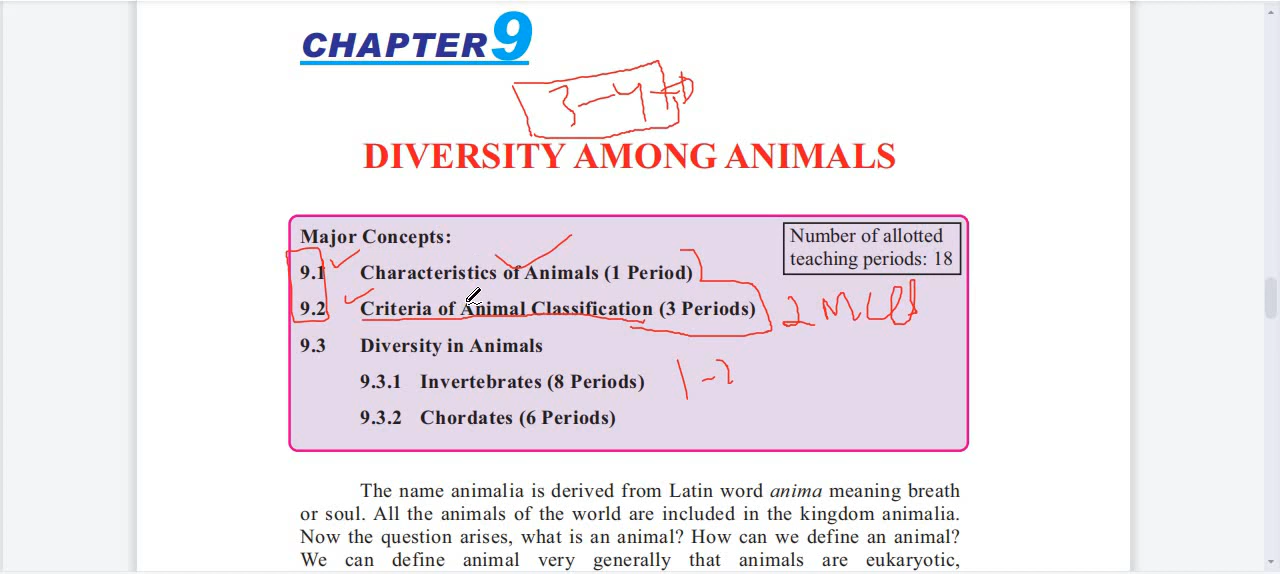 CHAPTER 9
3-4
DIVERSITY AMONG ANIMALS
Major Concepts:
Number of allotted
teaching periods: 18
9.1 Characteristics of Animals (1 Period)
9.2 Criteria of Animal Classification (3 Periods)
2 MCQs
9.3 Diversity in Animals
9.3.1 Invertebrates (8 Periods)
1-2
9.3.2 Chordates (6 Periods)
The name animalia is derived from Latin word anima meaning breath
or soul. All the animals of the world are included in the kingdom animalia.
Now the question arises, what is an animal? How can we define an animal?
We can define animal very generally that animals are eukaryotic,